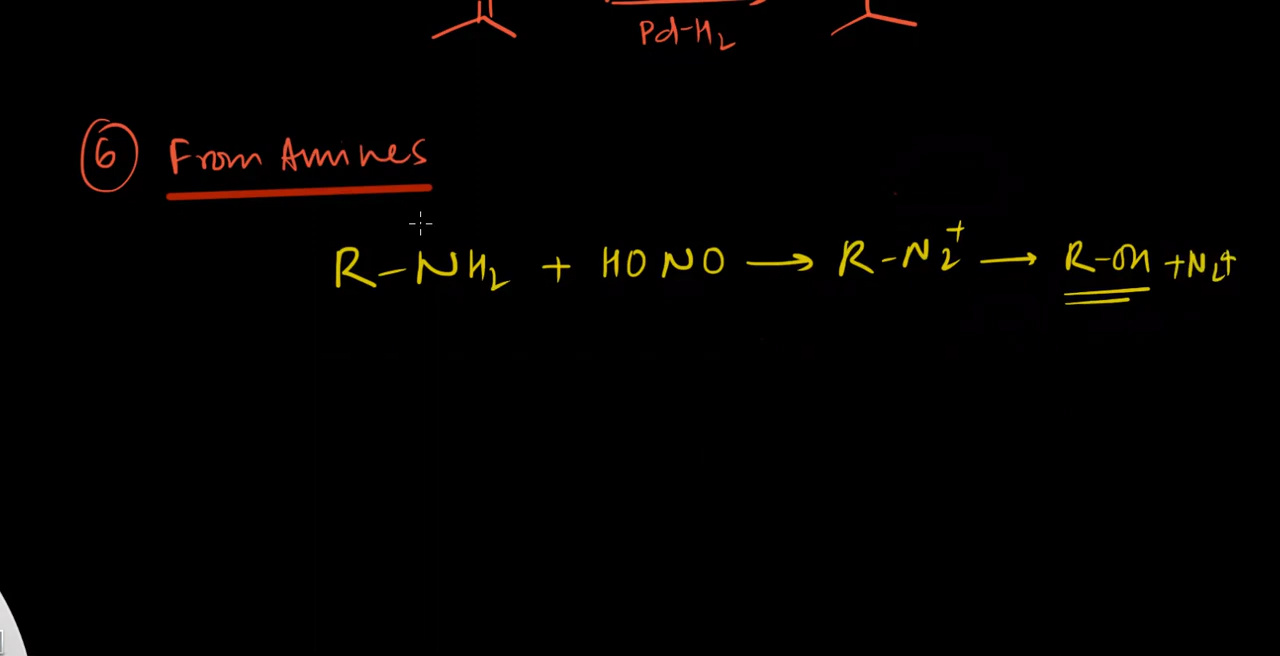 Pd-H₂
⑥ From Amines
R-NH₂ + HONO → R-N₂⁺ → R-OH + N₂↑